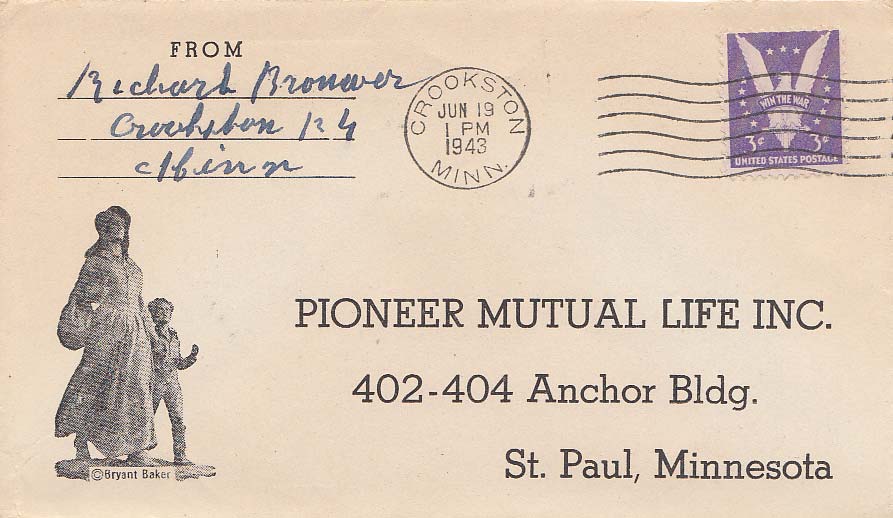 FROM
Richard Brouwer
Crookston R 4
Minn
CROOKSTON
JUN 19
1 PM
1943
MINN.
WIN THE WAR
3¢ 3¢
UNITED STATES POSTAGE
PIONEER MUTUAL LIFE INC.
402-404 Anchor Bldg.
St. Paul, Minnesota
©Bryant Baker